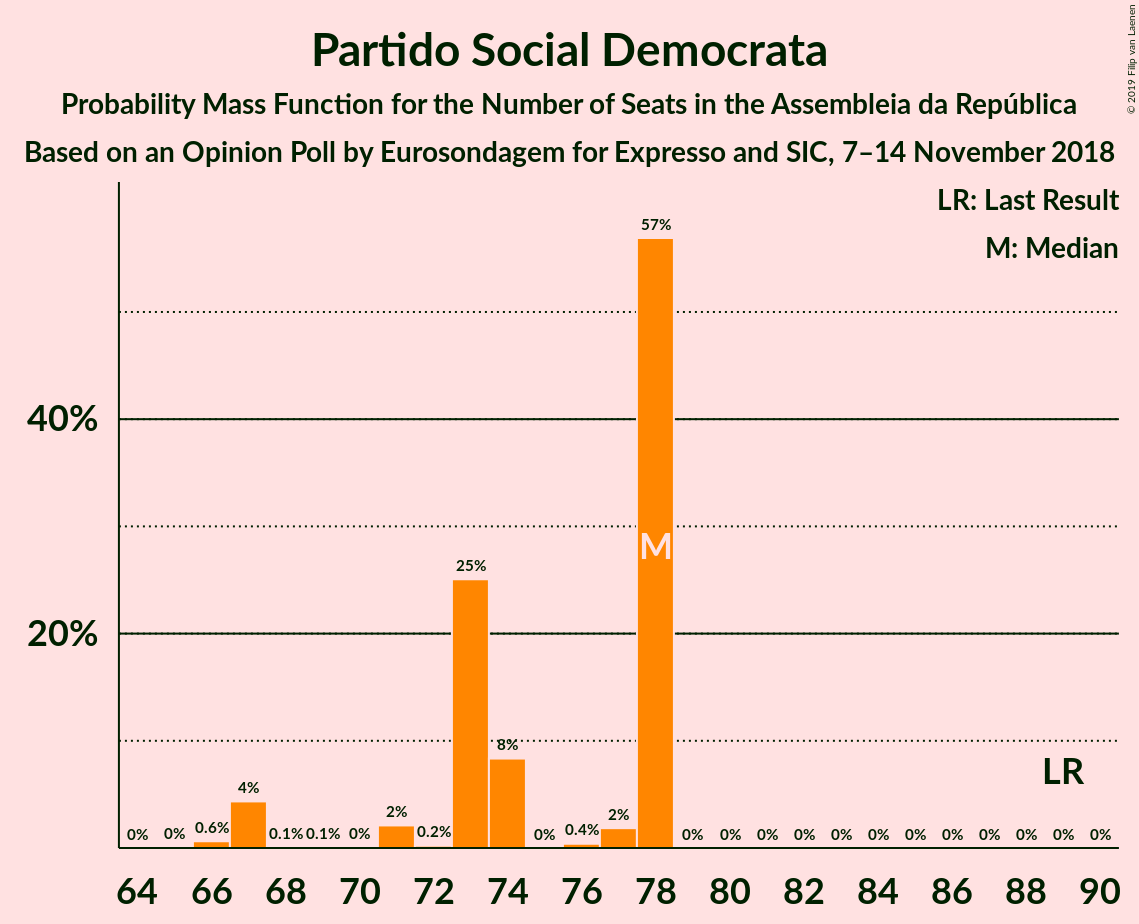 Partido Social Democrata
Probability Mass Function for the Number of Seats in the Assembleia da República
Based on an Opinion Poll by Eurosondagem for Expresso and SIC, 7–14 November 2018
© 2019 Filip van Laenen
LR: Last Result
M: Median
57%
40%
M
25%
20%
8%
LR
4%
2%
2%
0% 0% 0.6% 0.1% 0.1% 0% 0.2% 0% 0.4% 0% 0% 0% 0% 0% 0% 0% 0% 0% 0% 0% 0%
64 66 68 70 72 74 76 78 80 82 84 86 88 90